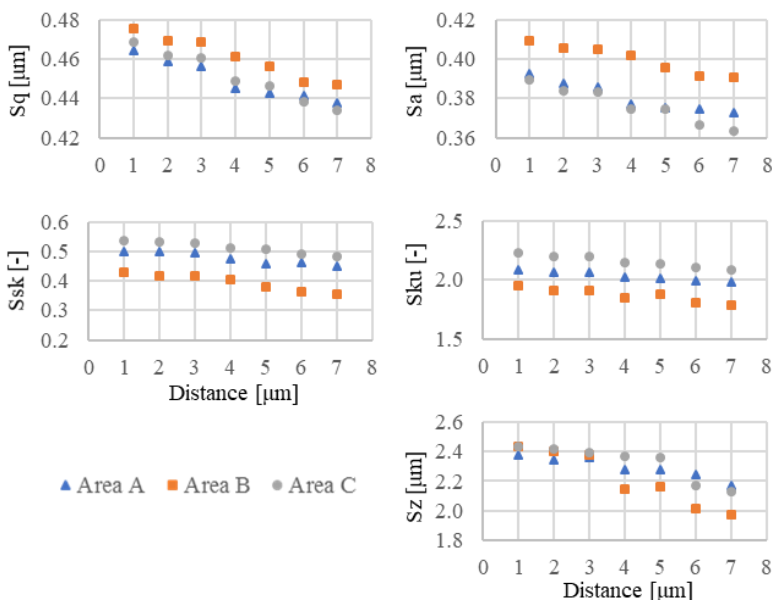 Sq [μm]
0.48
0.46
0.44
0.42
0 1 2 3 4 5 6 7 8
Sa [μm]
0.42
0.40
0.38
0.36
0 1 2 3 4 5 6 7 8
Ssk [-]
0.6
0.5
0.4
0.3
0.2
0 1 2 3 4 5 6 7 8
Distance [μm]
Sku [-]
2.5
2.0
1.5
0 1 2 3 4 5 6 7 8
Area A Area B Area C
Sz [μm]
2.6
2.4
2.2
2.0
1.8
0 1 2 3 4 5 6 7 8
Distance [μm]